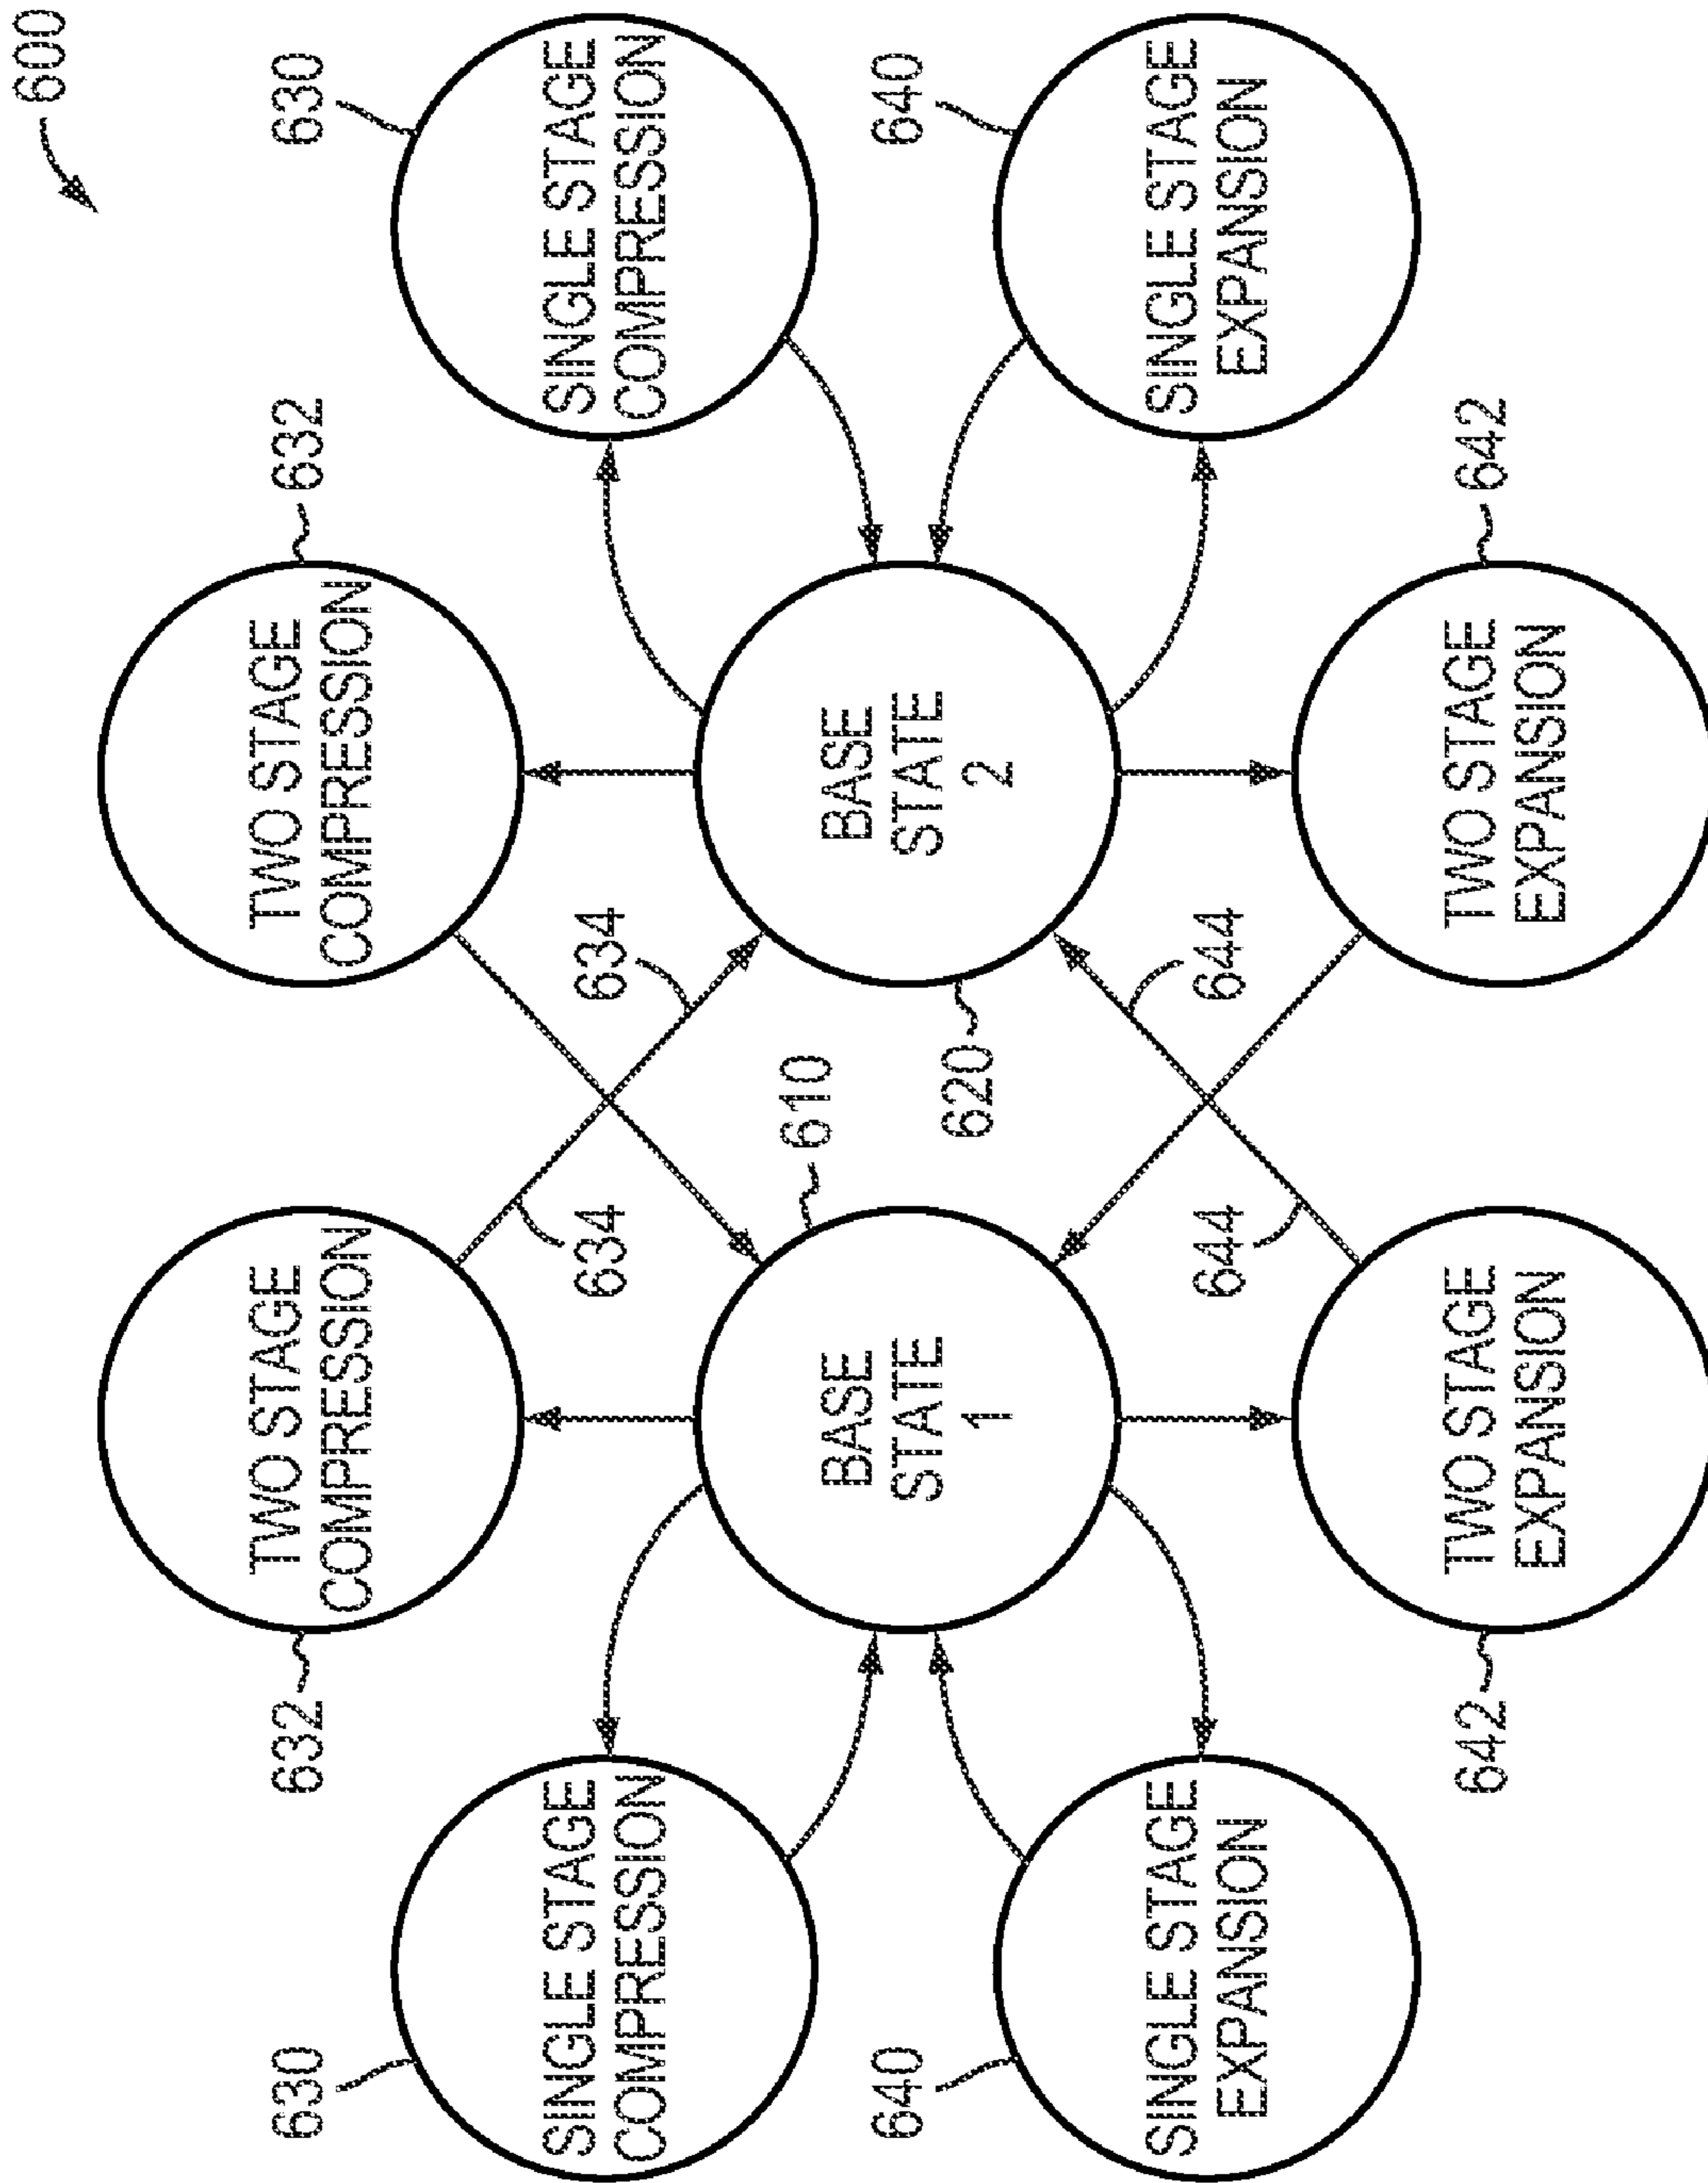 600
630
632
TWO STAGE
COMPRESSION
TWO STAGE
COMPRESSION
632
630
SINGLE STAGE
COMPRESSION
634
634
SINGLE STAGE
COMPRESSION
610
640
BASE
STATE
1
BASE
STATE
2
640
620
SINGLE STAGE
EXPANSION
644
644
SINGLE STAGE
EXPANSION
642
TWO STAGE
EXPANSION
TWO STAGE
EXPANSION
642